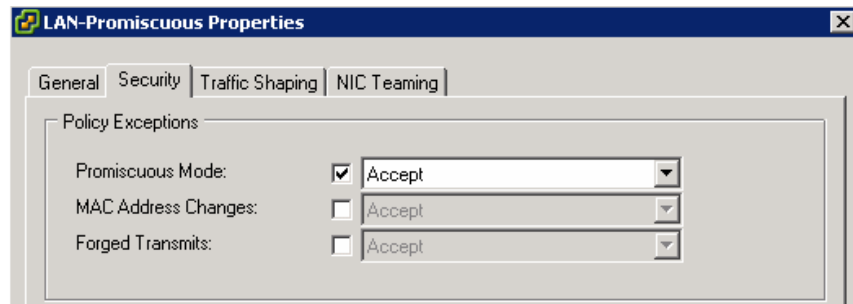 LAN-Promiscuous Properties
General Security Traffic Shaping NIC Teaming
Policy Exceptions
Promiscuous Mode: Accept
MAC Address Changes: Accept
Forged Transmits: Accept